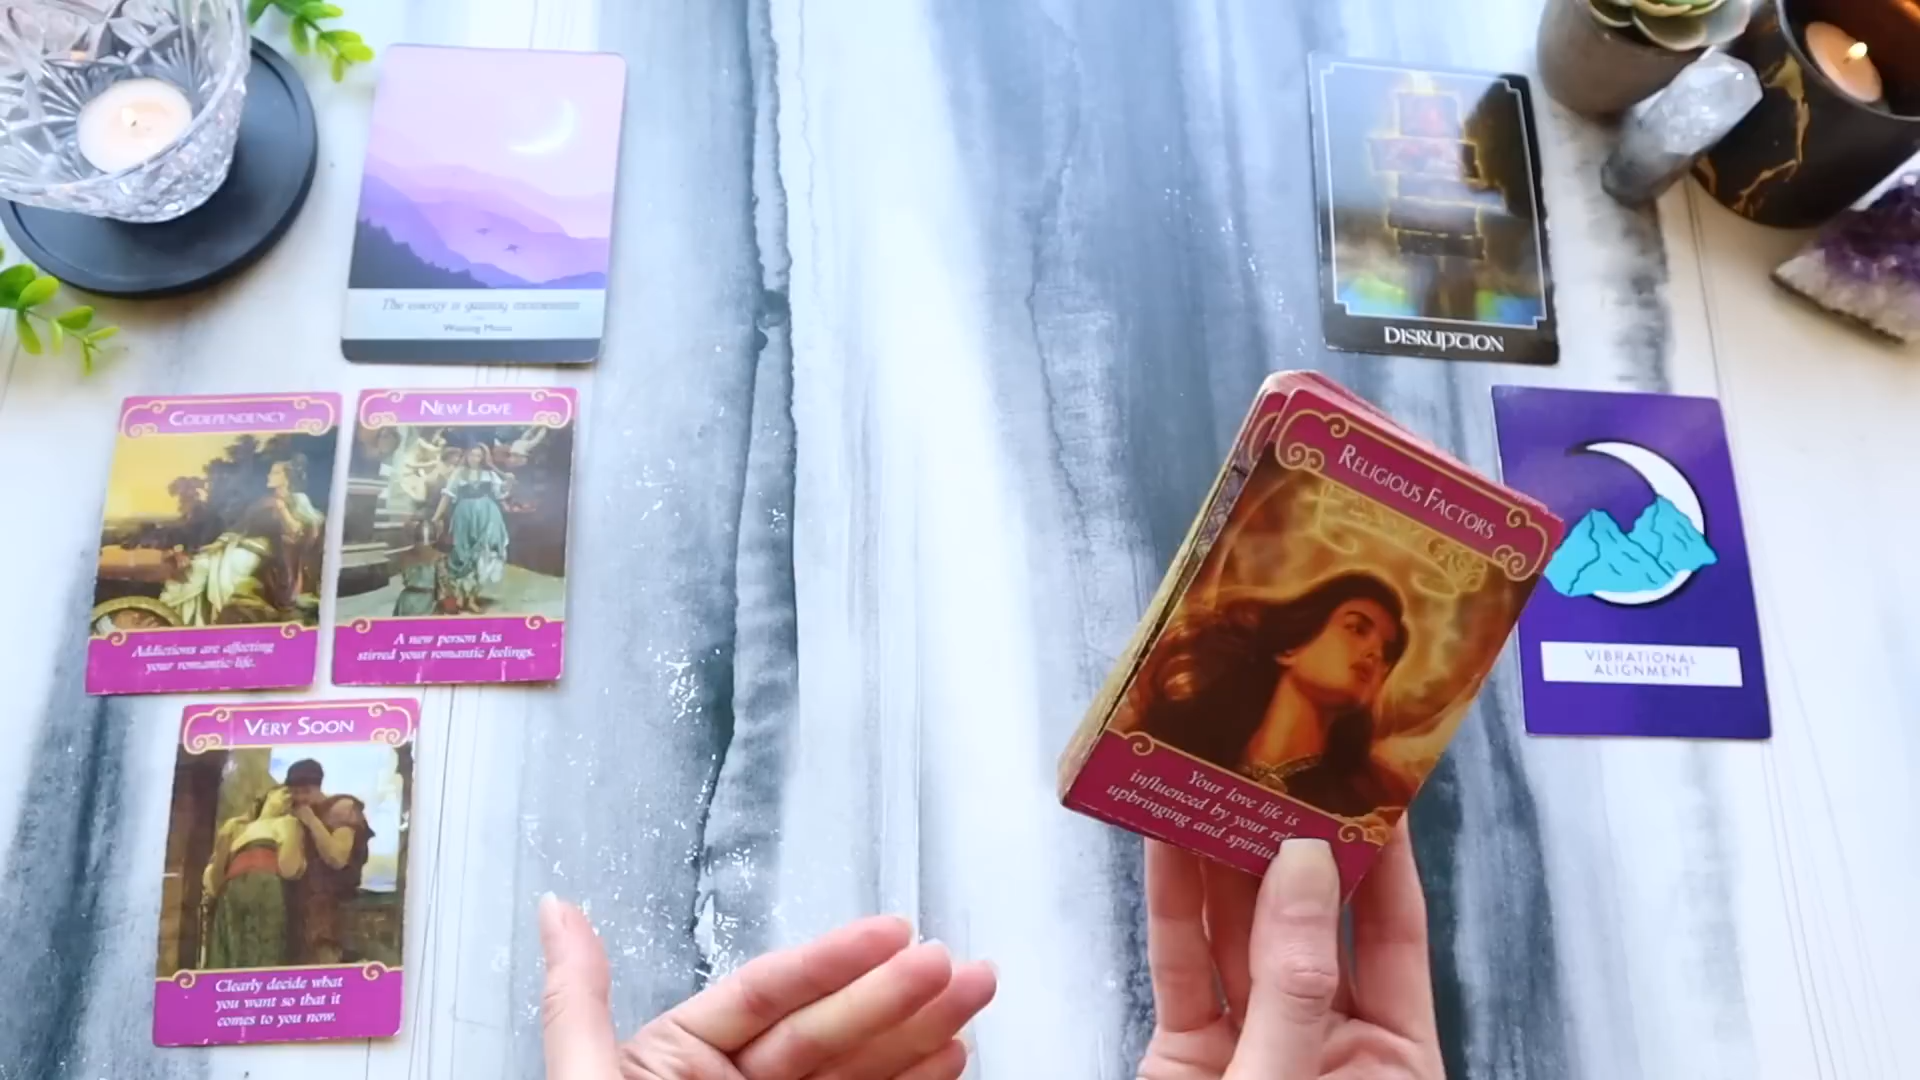 The energy is gaining momentum
Waxing Moon
DISRUPTION
CODEPENDENCY
Addictions are affecting
your romantic life.
NEW LOVE
A new person has
stirred your romantic feelings.
RELIGIOUS FACTORS
Your love life is
influenced by your
upbringing and
VIBRATIONAL
ALIGNMENT
VERY SOON
Clearly decide what
you want so that it
comes to you now.